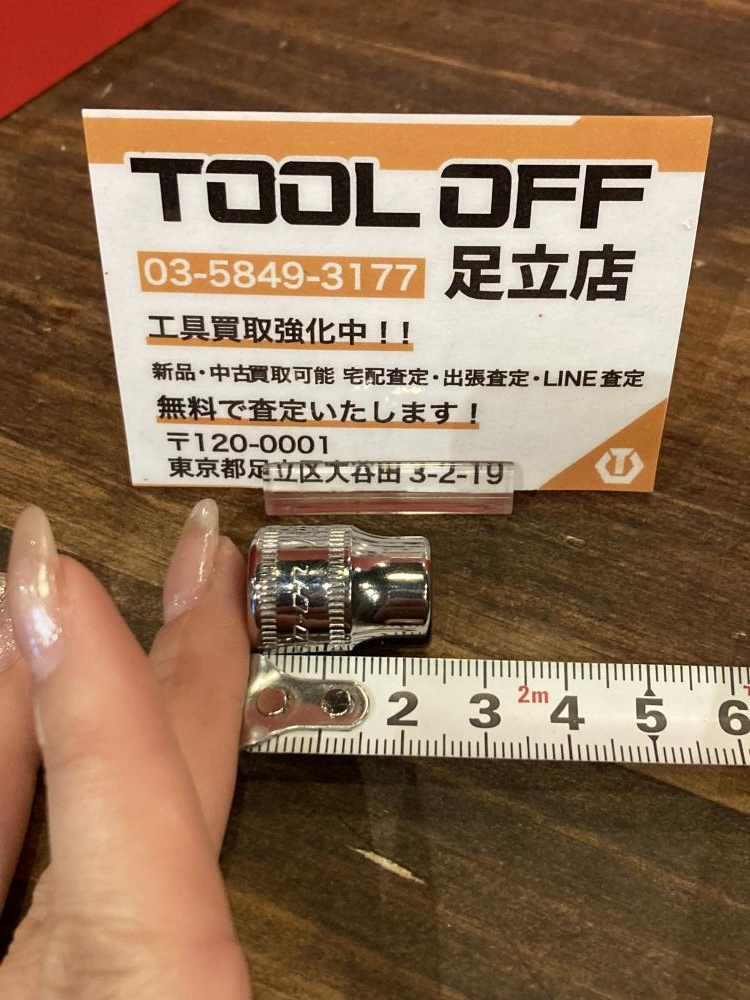 TOOL OFF
03-5849-3177 足立店
工具買取強化中!!
新品・中古買取可能 宅配査定・出張査定・LINE査定
無料で査定いたします!
〒120-0001
東京都足立区大谷田 3-2-19
T
2 3 2m 4 5 6